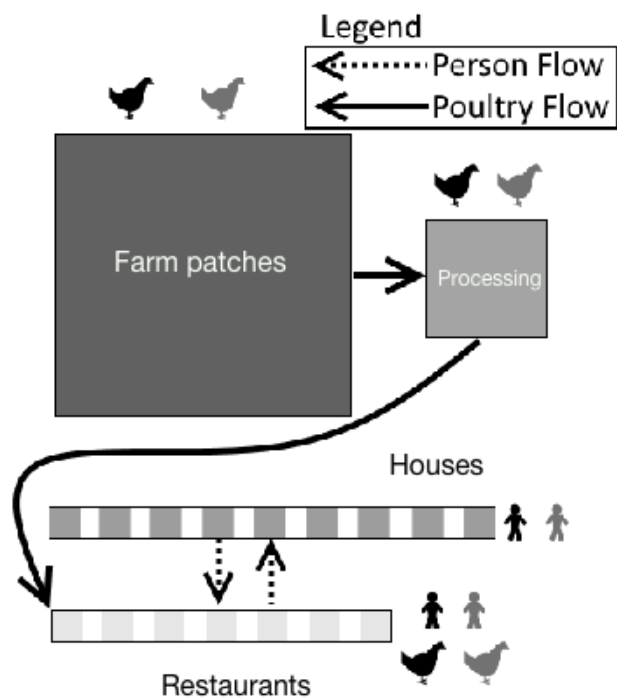 Legend
Person Flow
Poultry Flow
Farm patches
Processing
Houses
Restaurants